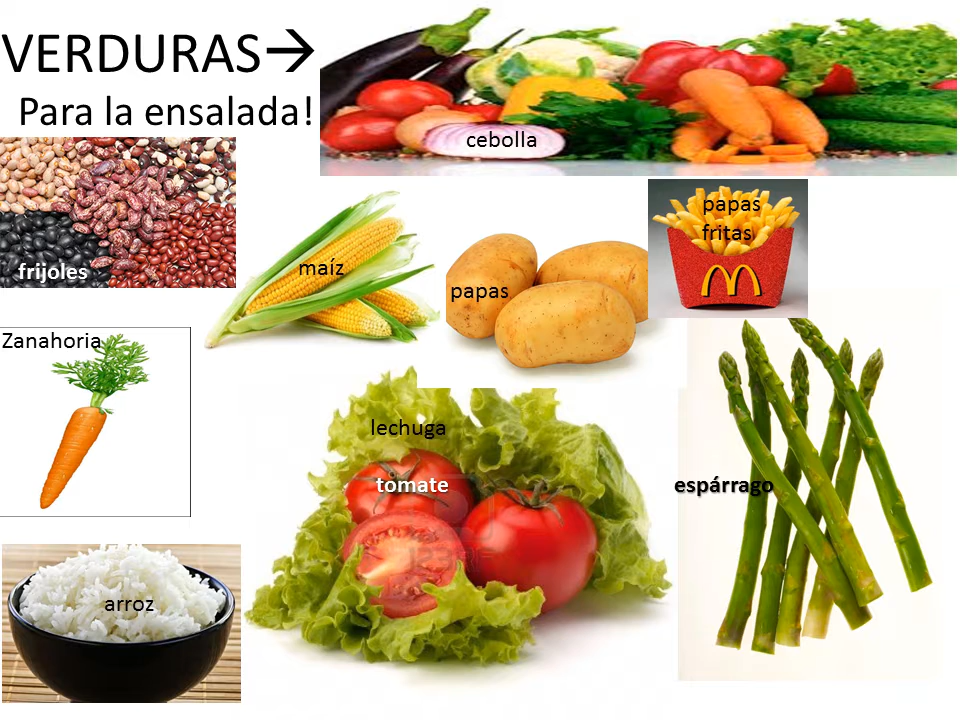 VERDURAS→
Para la ensalada!
cebolla
frijoles
maíz
papas
papas
fritas
Zanahoria
lechuga
tomate
espárrago
arroz